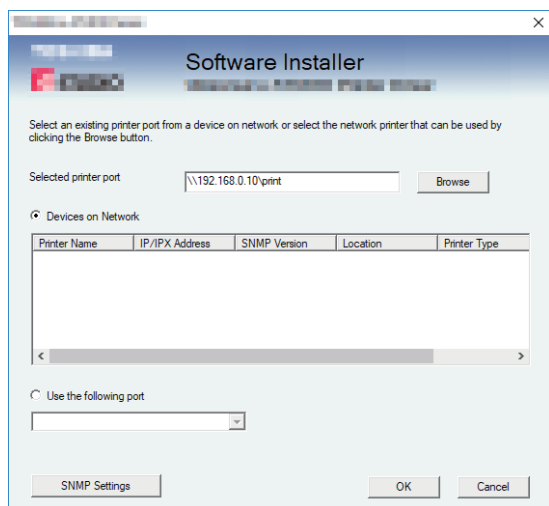 Software Installer
Select an existing printer port from a device on network or select the network printer that can be used by
clicking the Browse button.
Selected printer port \\192.168.0.10\print Browse
Devices on Network
Printer Name IP/IPX Address SNMP Version Location Printer Type
Use the following port
SNMP Settings OK Cancel